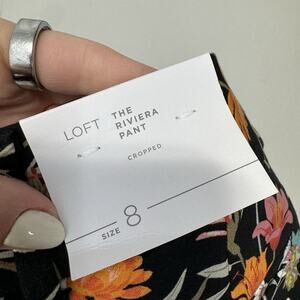 LOFT
THE
RIVIERA
PANT
CROPPED
SIZE 8